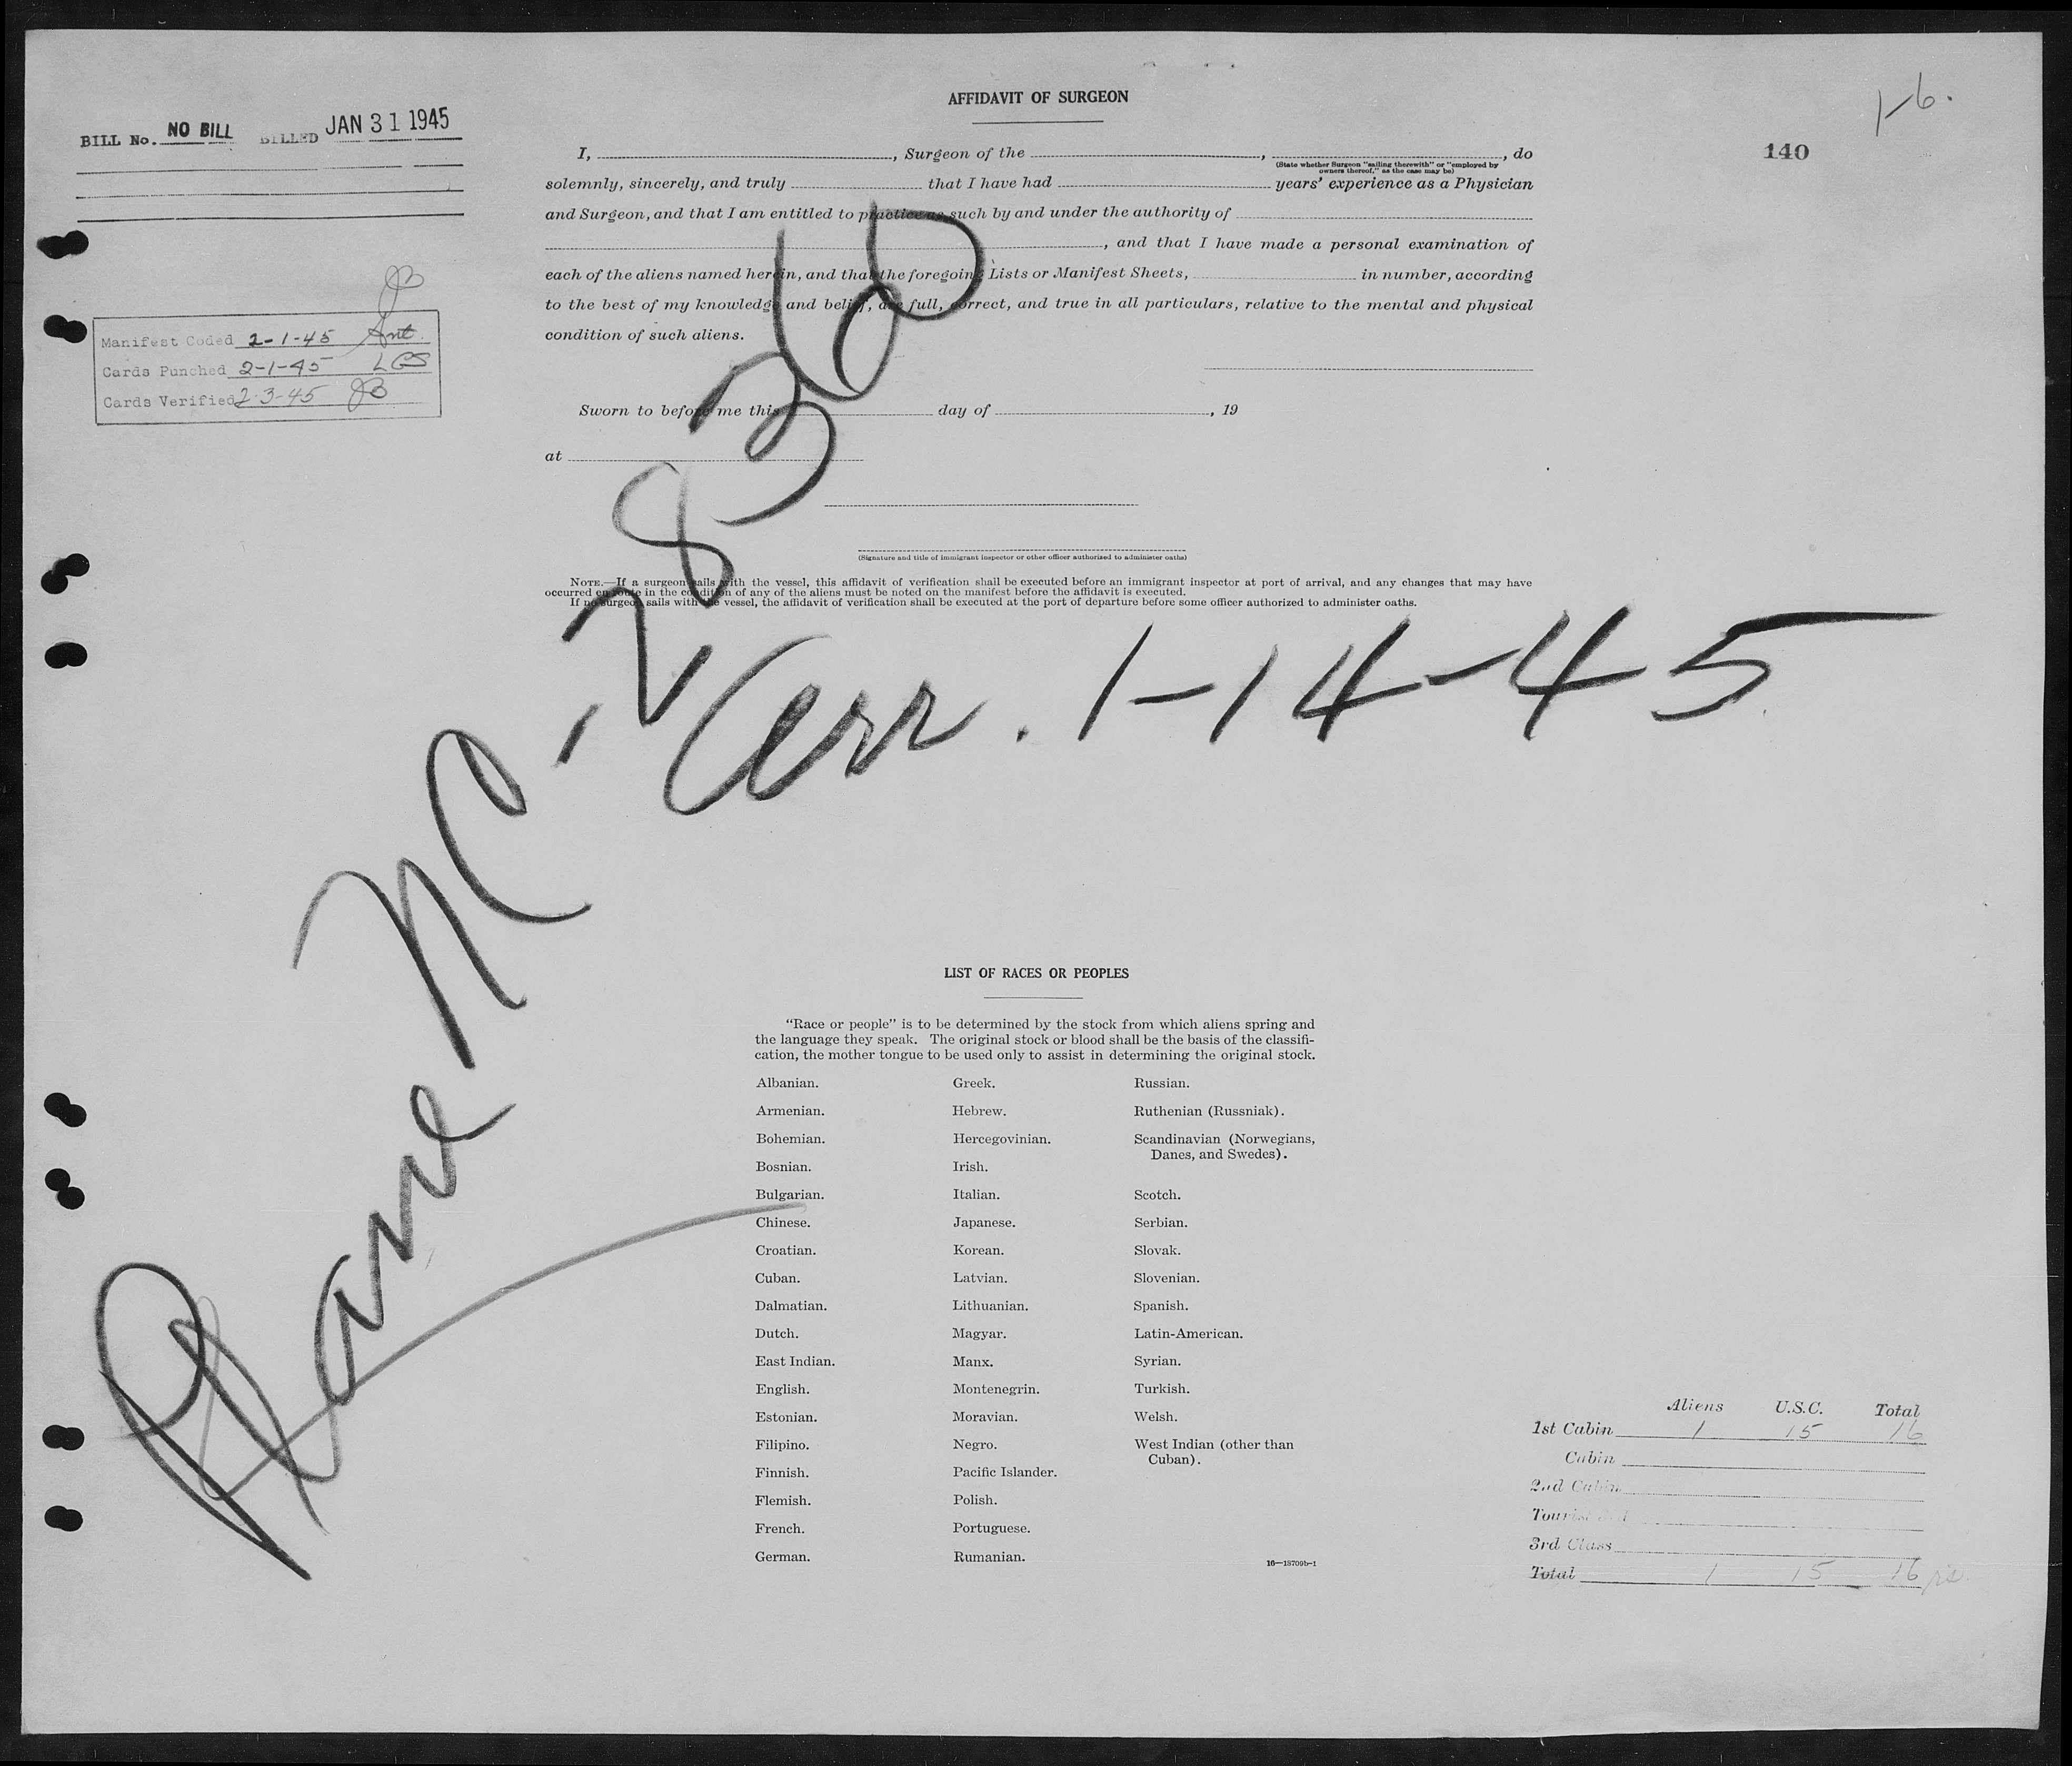 1-6.
140
BILL No. NO BILL BILLED JAN 31 1945
JB
Manifest Coded 2-1-45 Ant.
Cards Punched 2-1-45 LGS
Cards Verified 2-3-45 JB
AFFIDAVIT OF SURGEON
I, , Surgeon of the , , do
(State whether Surgeon "sailing therewith" or "employed by
owners thereof," as the case may be)
solemnly, sincerely, and truly that I have had years' experience as a Physician
and Surgeon, and that I am entitled to practice as such by and under the authority of
, and that I have made a personal examination of
each of the aliens named herein, and that the foregoing Lists or Manifest Sheets, in number, according
to the best of my knowledge and belief, are full, correct, and true in all particulars, relative to the mental and physical
condition of such aliens.
Sworn to before me this day of , 19
at
(Signature and title of immigrant inspector or other officer authorized to administer oaths)
NOTE.—If a surgeon sails with the vessel, this affidavit of verification shall be executed before an immigrant inspector at port of arrival, and any changes that may have
occurred en route in the condition of any of the aliens must be noted on the manifest before the affidavit is executed.
If no surgeon sails with the vessel, the affidavit of verification shall be executed at the port of departure before some officer authorized to administer oaths.
Plane NC-28376
Arr. 1-14-45
LIST OF RACES OR PEOPLES
"Race or people" is to be determined by the stock from which aliens spring and
the language they speak. The original stock or blood shall be the basis of the classifi-
cation, the mother tongue to be used only to assist in determining the original stock.
Albanian.
Armenian.
Bohemian.
Bosnian.
Bulgarian.
Chinese.
Croatian.
Cuban.
Dalmatian.
Dutch.
East Indian.
English.
Estonian.
Filipino.
Finnish.
Flemish.
French.
German.
Greek.
Hebrew.
Hercegovinian.
Irish.
Italian.
Japanese.
Korean.
Latvian.
Lithuanian.
Magyar.
Manx.
Montenegrin.
Moravian.
Negro.
Pacific Islander.
Polish.
Portuguese.
Rumanian.
Russian.
Ruthenian (Russniak).
Scandinavian (Norwegians,
Danes, and Swedes).
Scotch.
Serbian.
Slovak.
Slovenian.
Spanish.
Latin-American.
Syrian.
Turkish.
Welsh.
West Indian (other than
Cuban).
16—18709b-1
Aliens U.S.C. Total
1st Cabin 1 15 16
Cabin
2nd Cabin
Tourist 3rd
3rd Class
Total 1 15 16